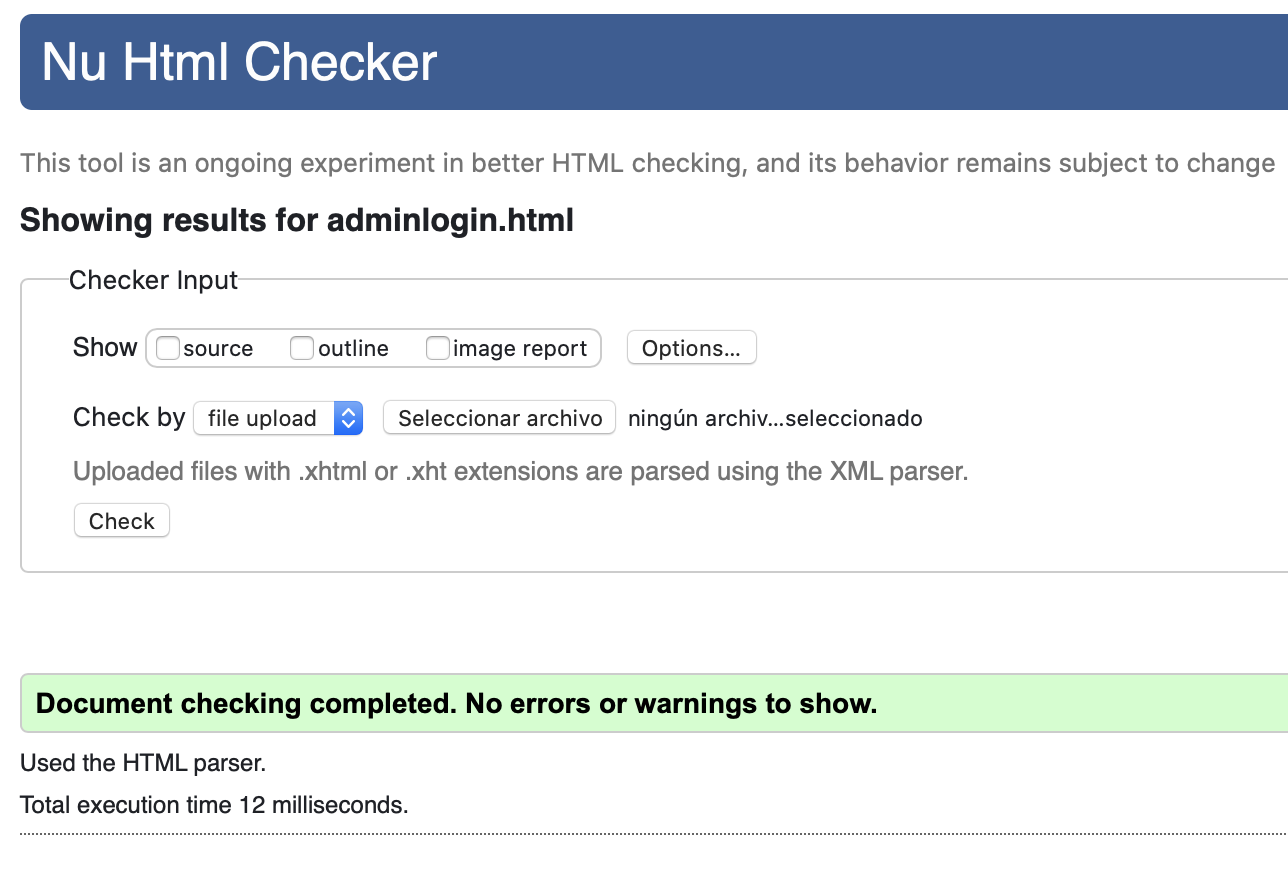 Nu Html Checker
This tool is an ongoing experiment in better HTML checking, and its behavior remains subject to change
Showing results for adminlogin.html
Checker Input
Show source outline image report Options...
Check by file upload Seleccionar archivo ningún archiv...seleccionado
Uploaded files with .xhtml or .xht extensions are parsed using the XML parser.
Check
Document checking completed. No errors or warnings to show.
Used the HTML parser.
Total execution time 12 milliseconds.